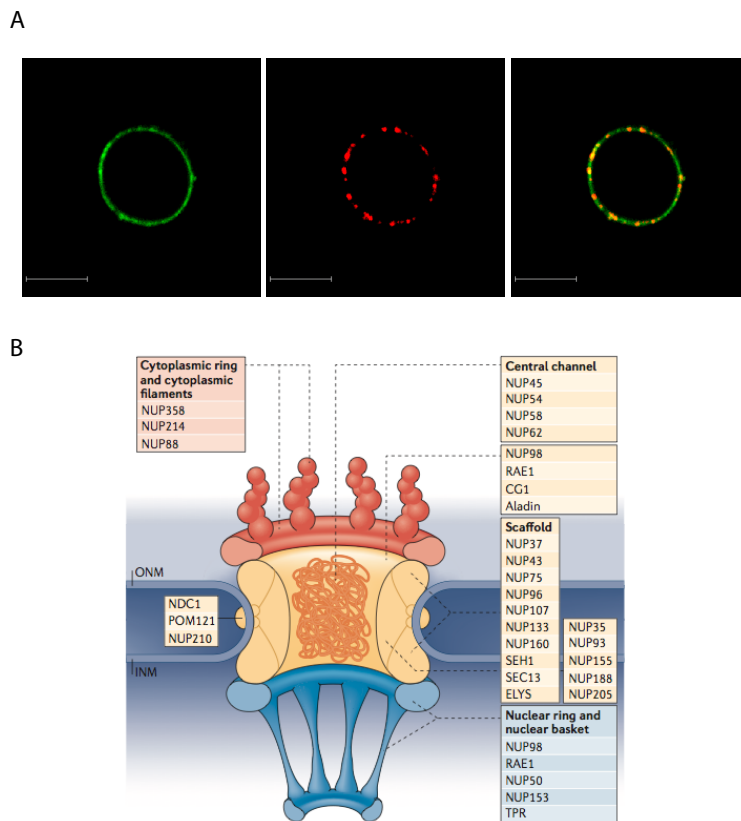 A
B
Cytoplasmic ring
and cytoplasmic
filaments
NUP358
NUP214
NUP88
Central channel
NUP45
NUP54
NUP58
NUP62
NUP98
RAE1
CG1
Aladin
Scaffold
NUP37
NUP43
NUP75
NUP96
NUP107
NUP133
NUP160
SEH1
SEC13
ELYS
NUP35
NUP93
NUP155
NUP188
NUP205
ONM
NDC1
POM121
NUP210
INM
Nuclear ring and
nuclear basket
NUP98
RAE1
NUP50
NUP153
TPR